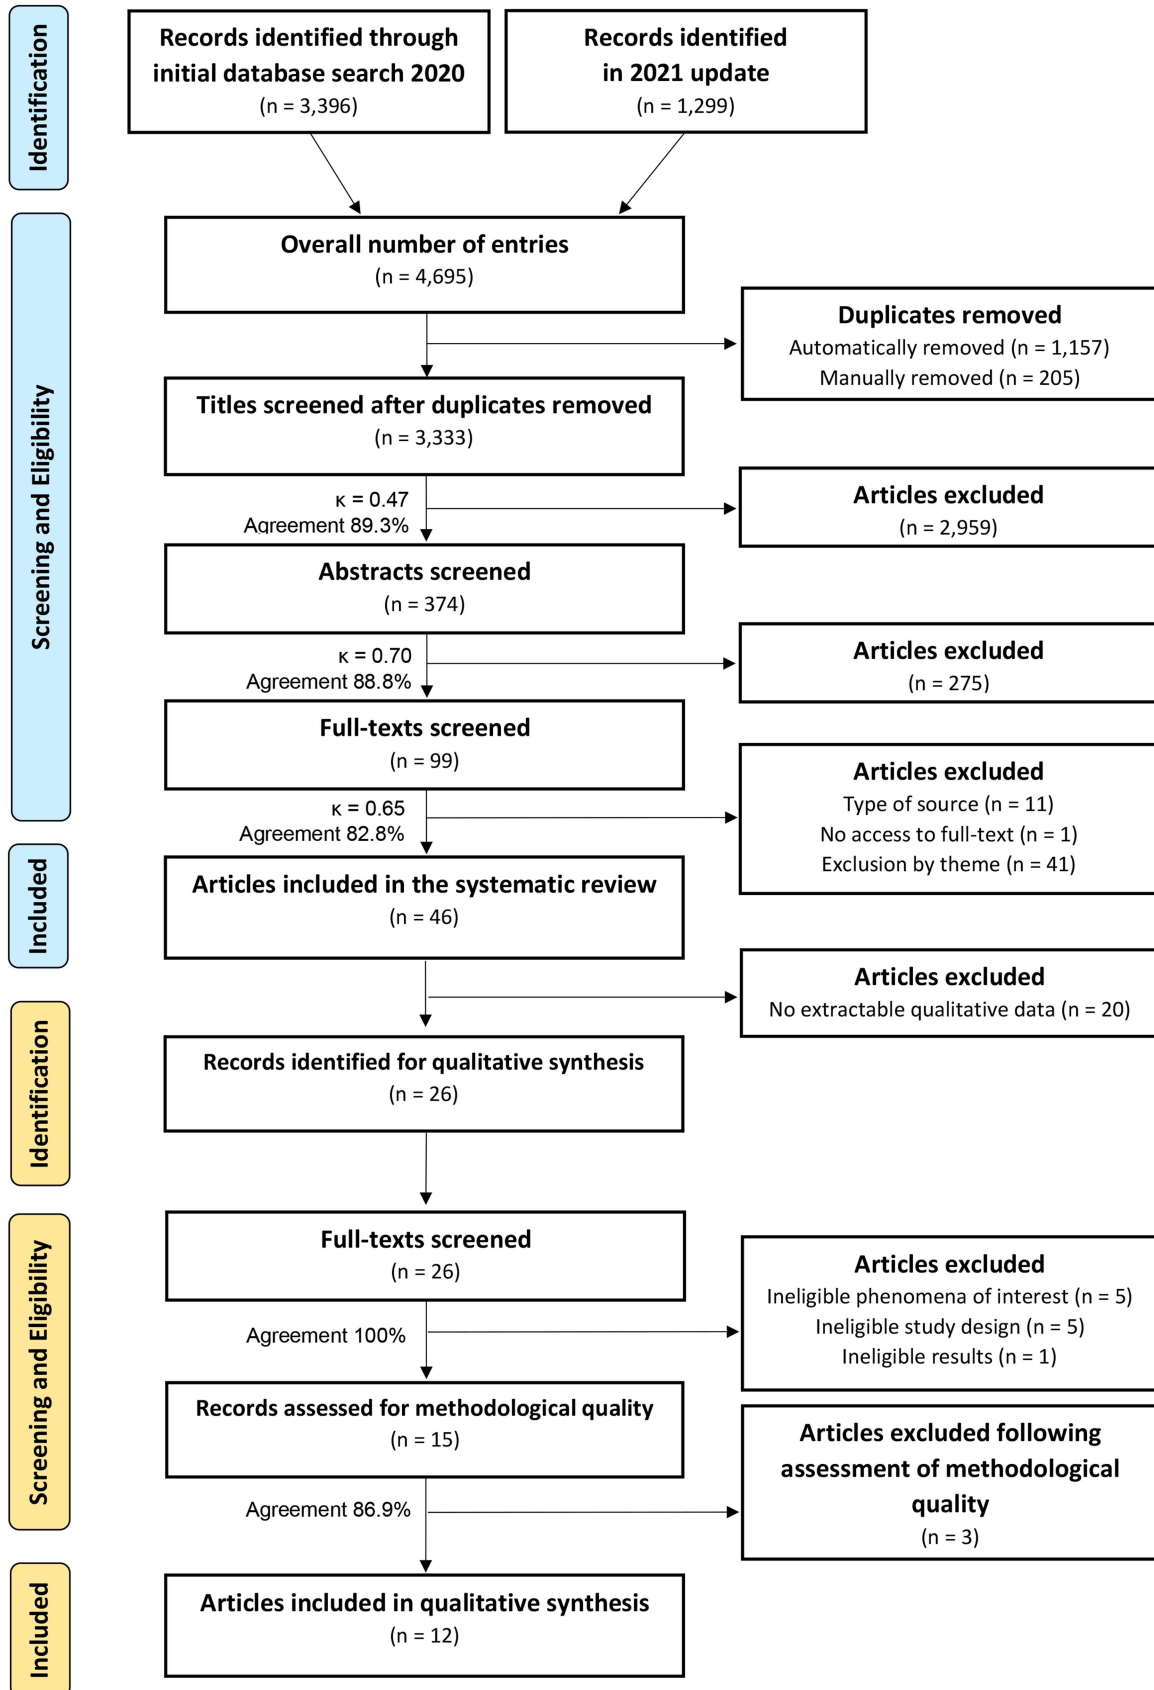 Identification
Records identified through
initial database search 2020
(n = 3,396)
Records identified
in 2021 update
(n = 1,299)
Screening and Eligibility
Overall number of entries
(n = 4,695)
Duplicates removed
Automatically removed (n = 1,157)
Manually removed (n = 205)
Titles screened after duplicates removed
(n = 3,333)
κ = 0.47
Agreement 89.3%
Articles excluded
(n = 2,959)
Abstracts screened
(n = 374)
κ = 0.70
Agreement 88.8%
Articles excluded
(n = 275)
Full-texts screened
(n = 99)
κ = 0.65
Agreement 82.8%
Articles excluded
Type of source (n = 11)
No access to full-text (n = 1)
Exclusion by theme (n = 41)
Included
Articles included in the systematic review
(n = 46)
Articles excluded
No extractable qualitative data (n = 20)
Identification
Records identified for qualitative synthesis
(n = 26)
Screening and Eligibility
Full-texts screened
(n = 26)
Agreement 100%
Articles excluded
Ineligible phenomena of interest (n = 5)
Ineligible study design (n = 5)
Ineligible results (n = 1)
Records assessed for methodological quality
(n = 15)
Agreement 86.9%
Articles excluded following
assessment of methodological
quality
(n = 3)
Included
Articles included in qualitative synthesis
(n = 12)